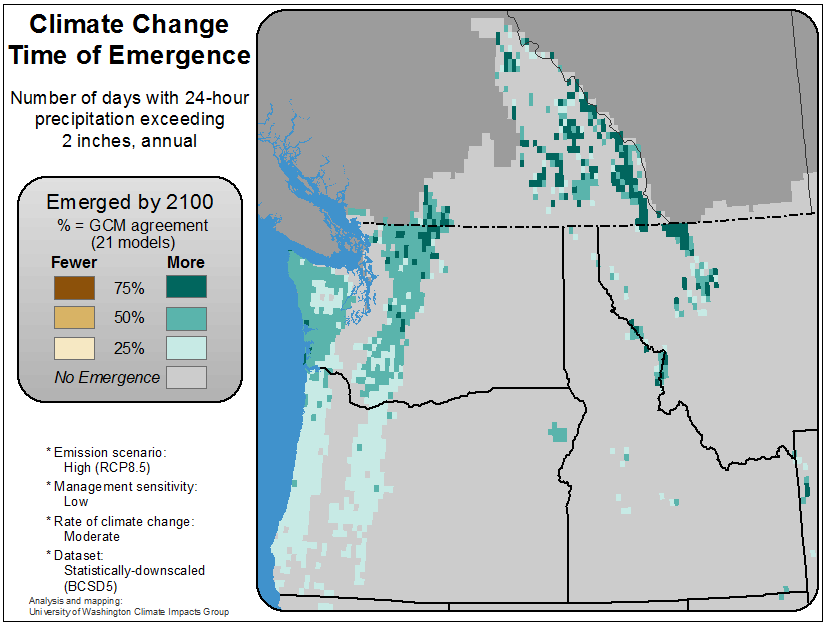 Climate Change
Time of Emergence
Number of days with 24-hour
precipitation exceeding
2 inches, annual
Emerged by 2100
% = GCM agreement
(21 models)
Fewer More
75%
50%
25%
No Emergence
* Emission scenario:
High (RCP8.5)
* Management sensitivity:
Low
* Rate of climate change:
Moderate
* Dataset:
Statistically-downscaled
(BCSD5)
Analysis and mapping:
University of Washington Climate Impacts Group